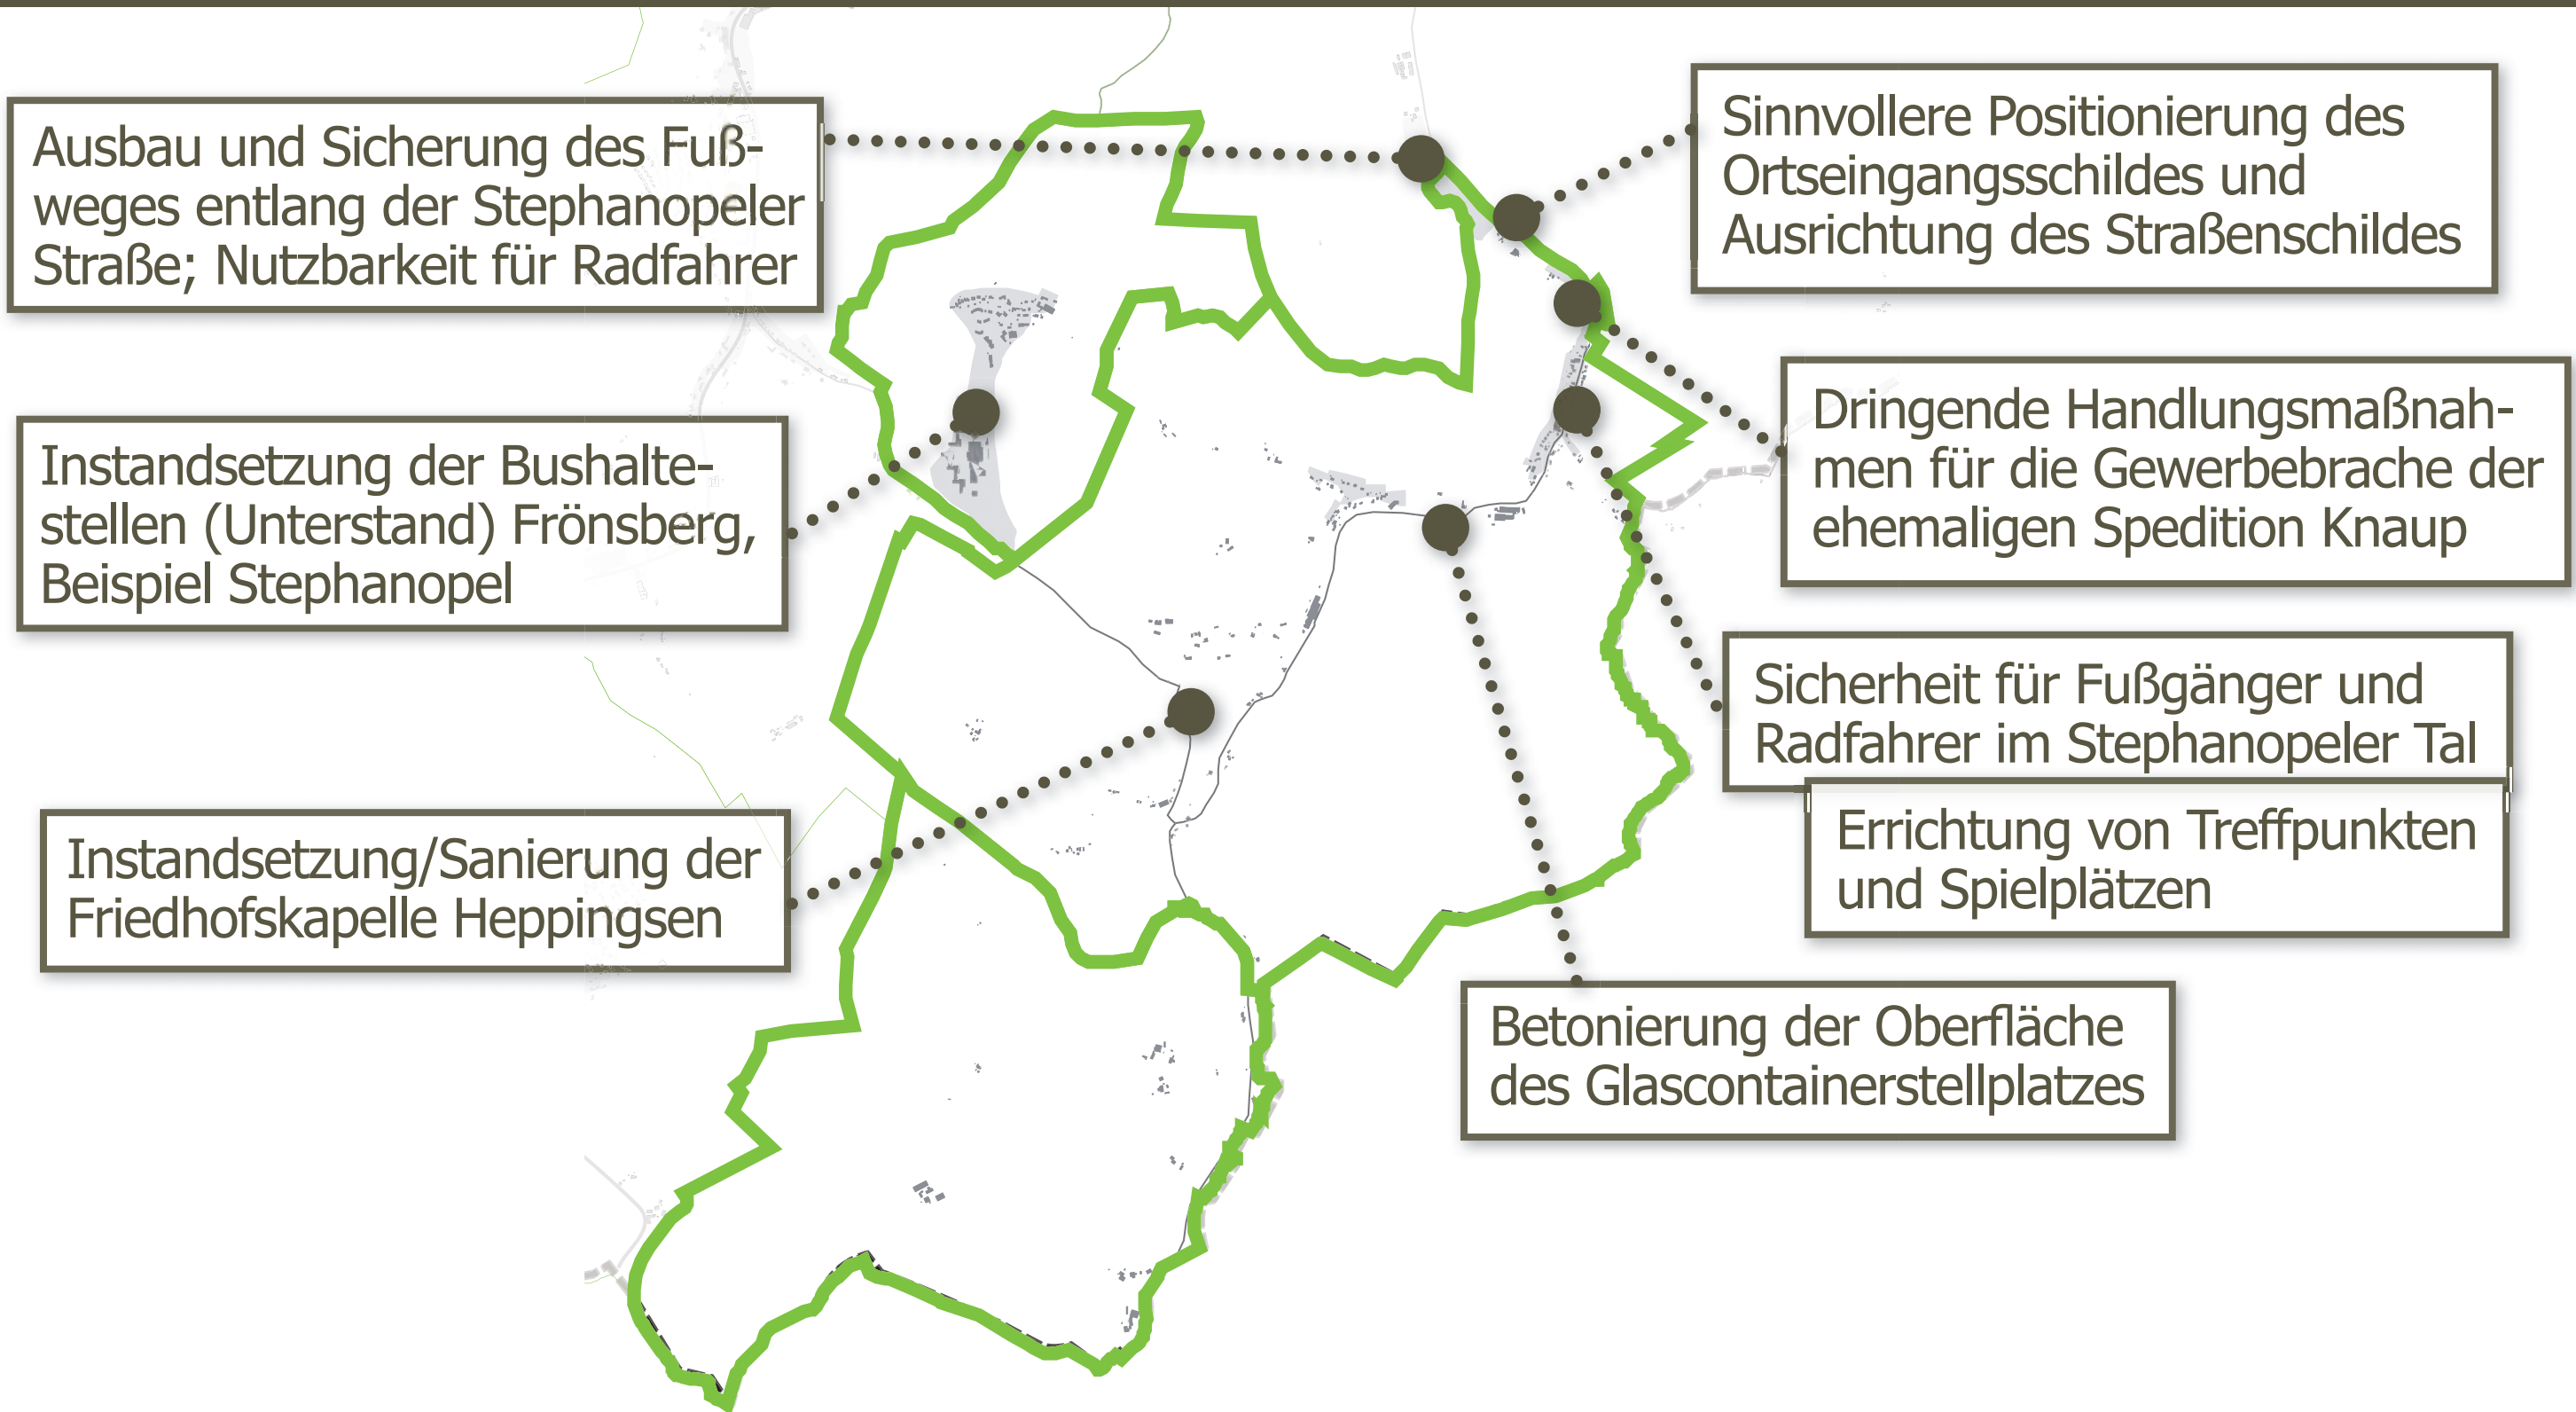 Ausbau und Sicherung des Fuß-
weges entlang der Stephanopeler
Straße; Nutzbarkeit für Radfahrer
Sinnvollere Positionierung des
Ortseingangsschildes und
Ausrichtung des Straßenschildes
Instandsetzung der Bushalte-
stellen (Unterstand) Frönsberg,
Beispiel Stephanopel
Dringende Handlungsmaßnah-
men für die Gewerbebrache der
ehemaligen Spedition Knaup
Sicherheit für Fußgänger und
Radfahrer im Stephanopeler Tal
Errichtung von Treffpunkten
und Spielplätzen
Instandsetzung/Sanierung der
Friedhofskapelle Heppingsen
Betonierung der Oberfläche
des Glascontainerstellplatzes